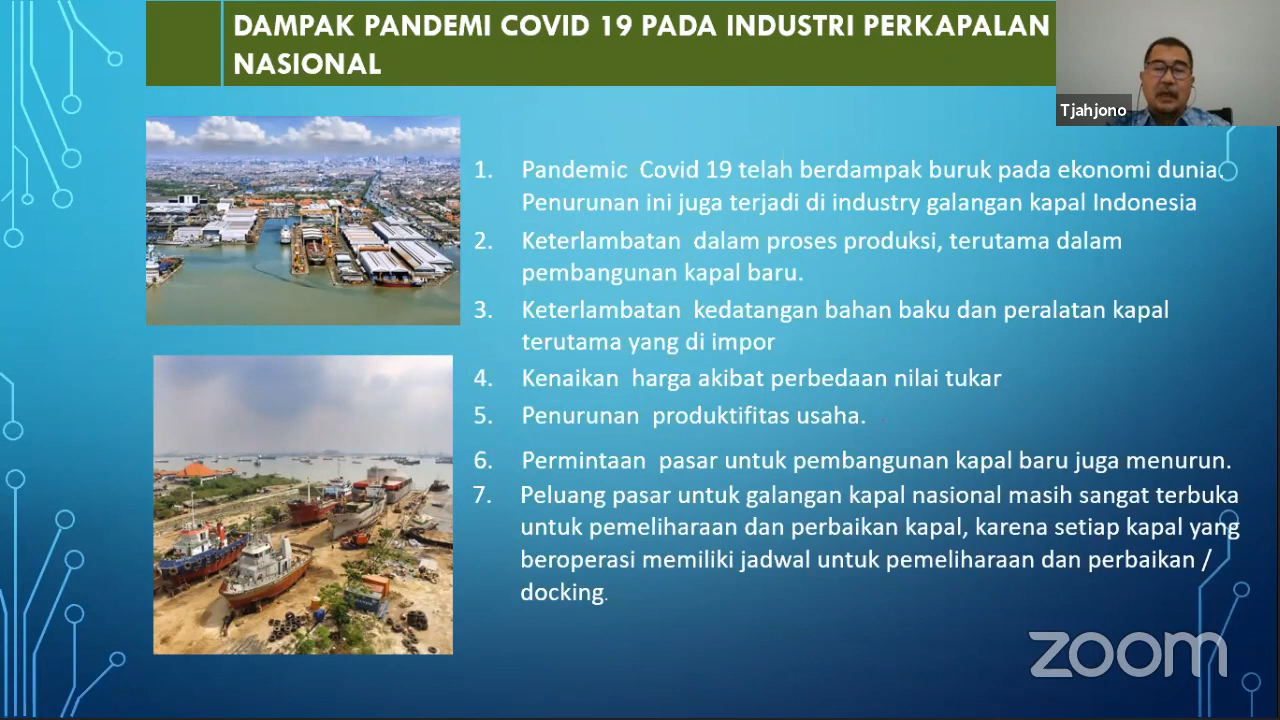 DAMPAK PANDEMI COVID 19 PADA INDUSTRI PERKAPALAN
NASIONAL
Tjahjono
1. Pandemic Covid 19 telah berdampak buruk pada ekonomi dunia.
Penurunan ini juga terjadi di industry galangan kapal Indonesia
2. Keterlambatan dalam proses produksi, terutama dalam
pembangunan kapal baru.
3. Keterlambatan kedatangan bahan baku dan peralatan kapal
terutama yang di impor
4. Kenaikan harga akibat perbedaan nilai tukar
5. Penurunan produktifitas usaha.
6. Permintaan pasar untuk pembangunan kapal baru juga menurun.
7. Peluang pasar untuk galangan kapal nasional masih sangat terbuka
untuk pemeliharaan dan perbaikan kapal, karena setiap kapal yang
beroperasi memiliki jadwal untuk pemeliharaan dan perbaikan /
docking.
zoom